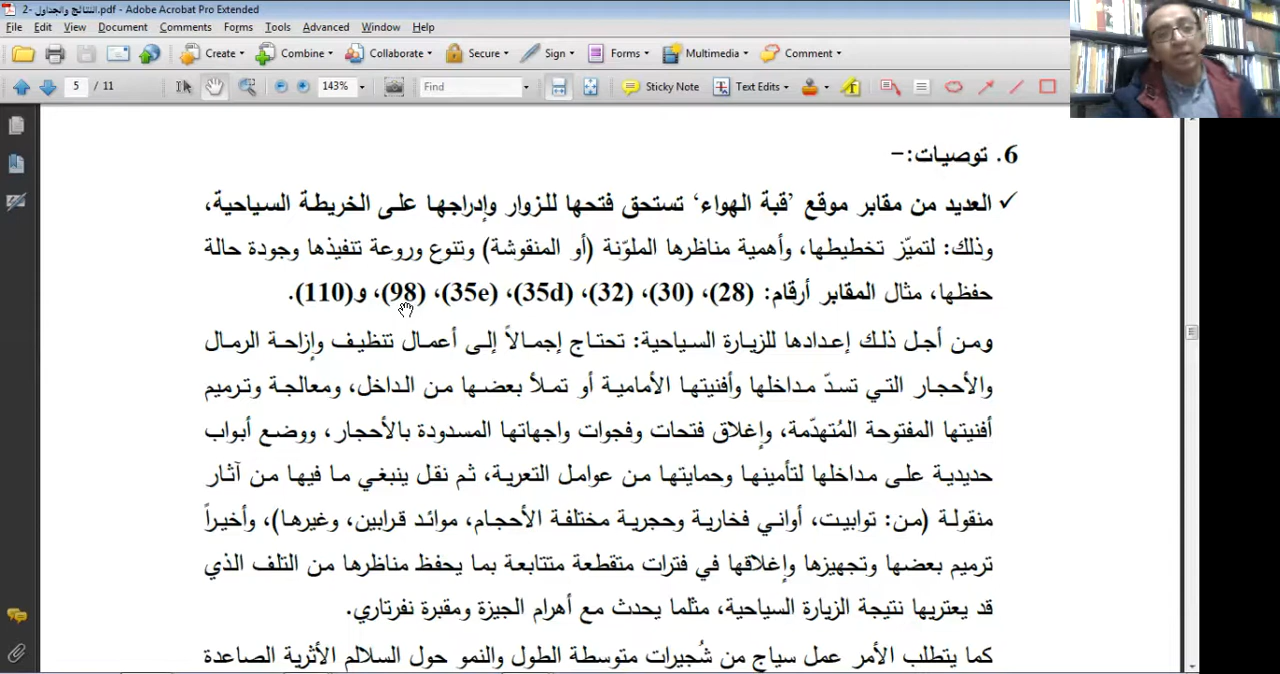 2- النتائج والجداول.pdf - Adobe Acrobat Pro Extended
File Edit View Document Comments Forms Tools Advanced Window Help
Create Combine Collaborate Secure Sign Forms Multimedia Comment
5 / 11 143% Find Sticky Note Text Edits
6. توصيات:-
✓ العديد من مقابر موقع ’قبة الهواء‘ تستحق فتحها للزوار وإدراجها على الخريطة السياحية،
وذلك: لتميّز تخطيطها، وأهمية مناظرها الملوّنة (أو المنقوشة) وتنوع وروعة تنفيذها وجودة حالة
حفظها، مثال المقابر أرقام: (28)، (30)، (32)، (35d)، (35e)، (98)، و(110).
ومن أجل ذلك إعدادها للزيارة السياحية: تحتاج إجمالاً إلى أعمال تنظيف وإزاحة الرمال
والأحجار التي تسدّ مداخلها وأفنيتها الأمامية أو تملأ بعضها من الداخل، ومعالجة وترميم
أفنيتها المفتوحة المُتهدّمة، وإغلاق فتحات وفجوات واجهاتها المسدودة بالأحجار، ووضع أبواب
حديدية على مداخلها لتأمينها وحمايتها من عوامل التعرية، ثم نقل ينبغي ما فيها من آثار
منقولة (من: توابيت، أواني فخارية وحجرية مختلفة الأحجام، موائد قرابين، وغيرها)، وأخيراً
ترميم بعضها وتجهيزها وإغلاقها في فترات متقطعة متتابعة بما يحفظ مناظرها من التلف الذي
قد يعتريها نتيجة الزيارة السياحية، مثلما يحدث مع أهرام الجيزة ومقبرة نفرتاري.
كما يتطلب الأمر عمل سياج من شُجيرات متوسطة الطول والنمو حول السلالم الأثرية الصاعدة